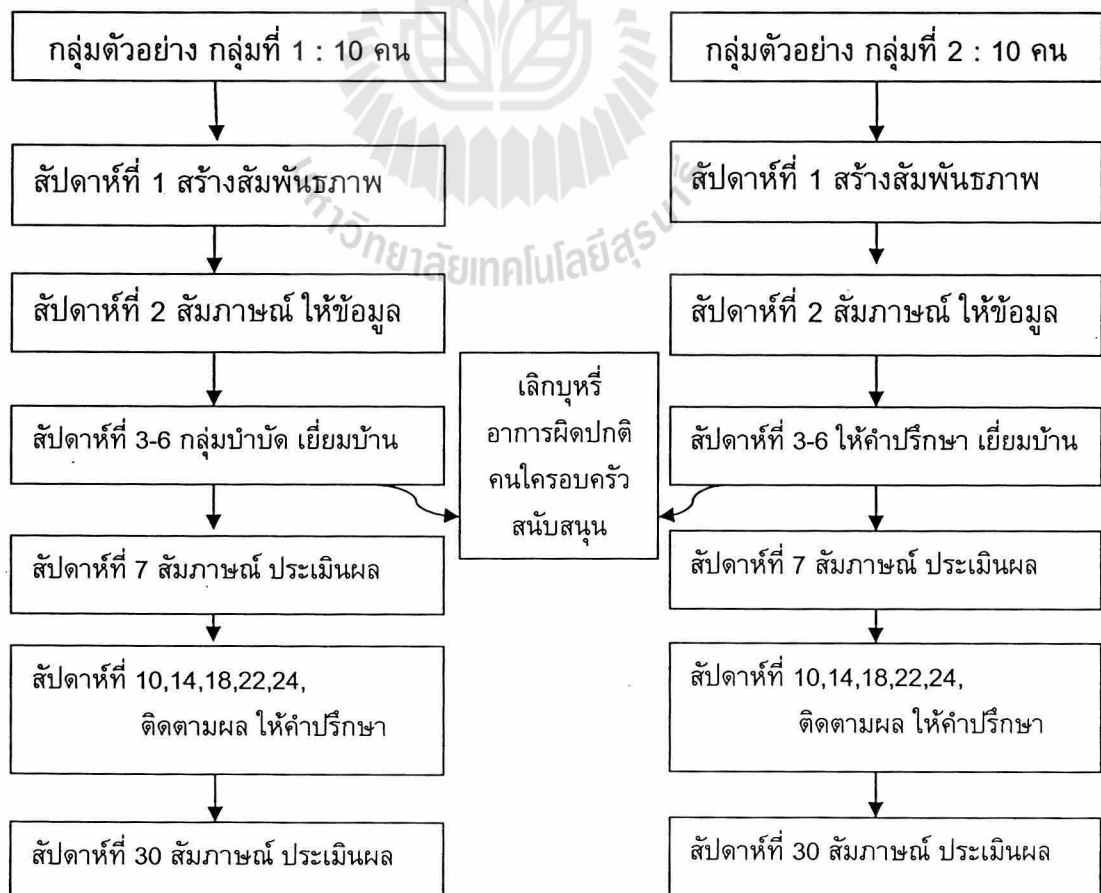 กลุ่มตัวอย่าง กลุ่มที่ 1 : 10 คน
สัปดาห์ที่ 1 สร้างสัมพันธภาพ
สัปดาห์ที่ 2 สัมภาษณ์ ให้ข้อมูล
สัปดาห์ที่ 3-6 กลุ่มบำบัด เยี่ยมบ้าน
สัปดาห์ที่ 7 สัมภาษณ์ ประเมินผล
สัปดาห์ที่ 10,14,18,22,24,
ติดตามผล ให้คำปรึกษา
สัปดาห์ที่ 30 สัมภาษณ์ ประเมินผล
เลิกบุหรี่
อาการผิดปกติ
คนใครอบครัว
สนับสนุน
กลุ่มตัวอย่าง กลุ่มที่ 2 : 10 คน
สัปดาห์ที่ 1 สร้างสัมพันธภาพ
สัปดาห์ที่ 2 สัมภาษณ์ ให้ข้อมูล
สัปดาห์ที่ 3-6 ให้คำปรึกษา เยี่ยมบ้าน
สัปดาห์ที่ 7 สัมภาษณ์ ประเมินผล
สัปดาห์ที่ 10,14,18,22,24,
ติดตามผล ให้คำปรึกษา
สัปดาห์ที่ 30 สัมภาษณ์ ประเมินผล